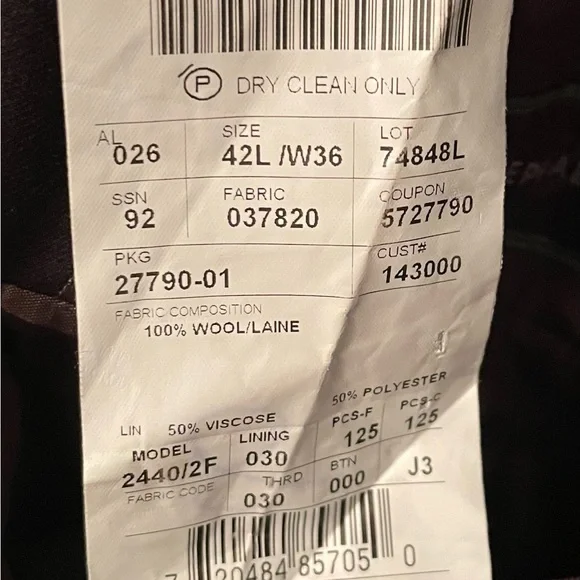 P DRY CLEAN ONLY
AL SIZE LOT
026 42L /W36 74848L
SSN FABRIC COUPON
92 037820 5727790
PKG CUST#
27790-01 143000
FABRIC COMPOSITION
100% WOOL/LAINE
LIN 50% VISCOSE 50% POLYESTER
MODEL LINING PCS-F PCS-C
2440/2F 030 125 125
FABRIC CODE THRD BTN J3
030 000
20484 85705 0